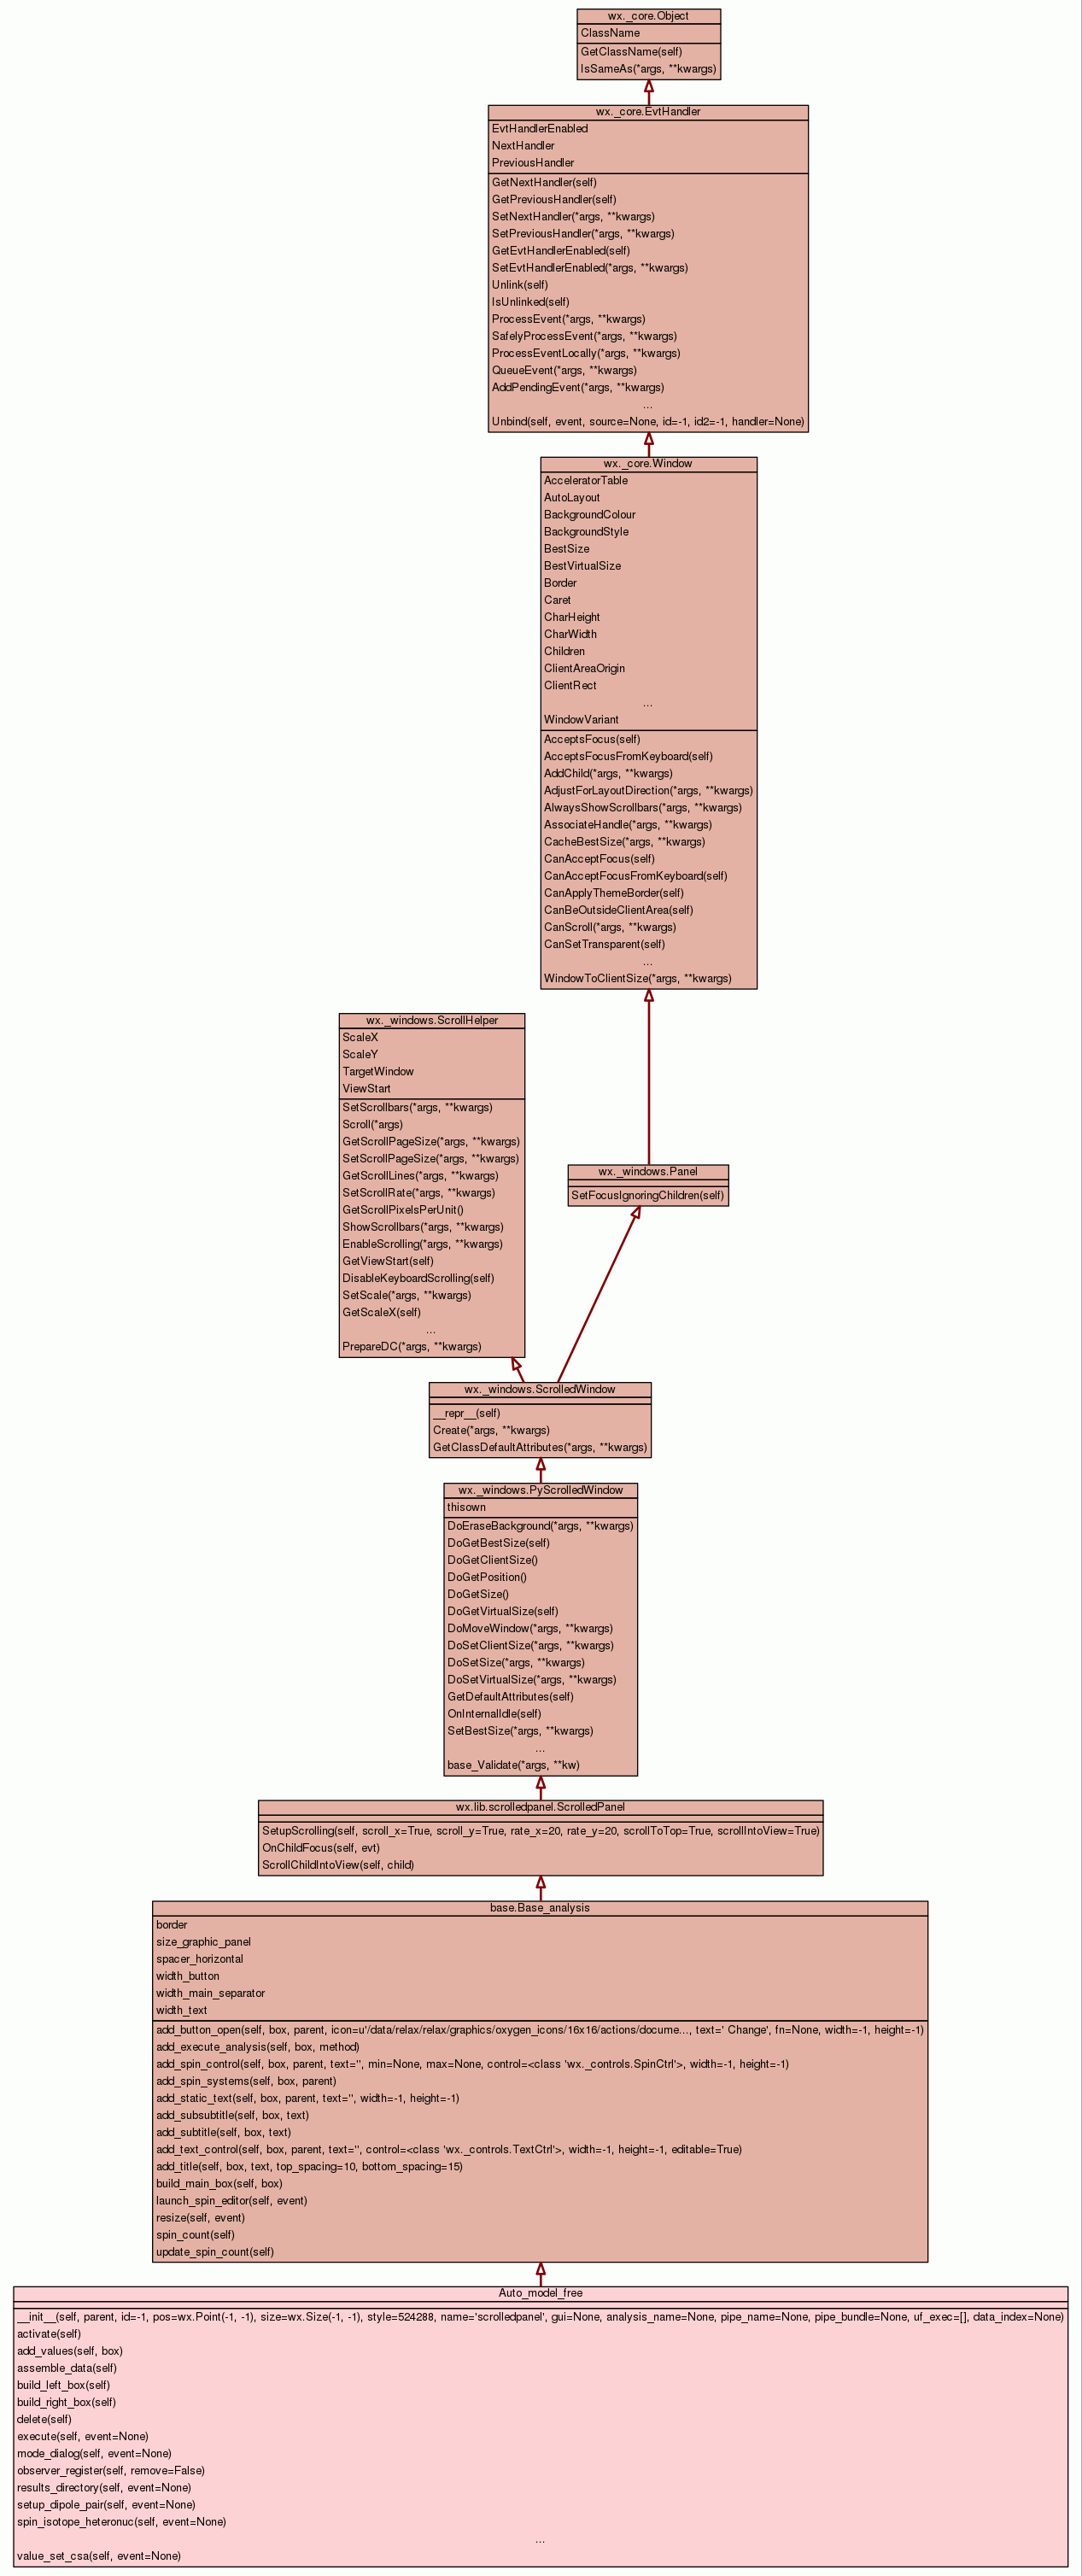 wx._core.Object
ClassName
GetClassName(self)
IsSameAs(*args, **kwargs)
wx._core.EvtHandler
EvtHandlerEnabled
NextHandler
PreviousHandler
GetNextHandler(self)
GetPreviousHandler(self)
SetNextHandler(*args, **kwargs)
SetPreviousHandler(*args, **kwargs)
GetEvtHandlerEnabled(self)
SetEvtHandlerEnabled(*args, **kwargs)
Unlink(self)
IsUnlinked(self)
ProcessEvent(*args, **kwargs)
SafelyProcessEvent(*args, **kwargs)
ProcessEventLocally(*args, **kwargs)
QueueEvent(*args, **kwargs)
AddPendingEvent(*args, **kwargs)
...
Unbind(self, event, source=None, id=-1, id2=-1, handler=None)
wx._core.Window
AcceleratorTable
AutoLayout
BackgroundColour
BackgroundStyle
BestSize
BestVirtualSize
Border
Caret
CharHeight
CharWidth
Children
ClientAreaOrigin
ClientRect
...
WindowVariant
AcceptsFocus(self)
AcceptsFocusFromKeyboard(self)
AddChild(*args, **kwargs)
AdjustForLayoutDirection(*args, **kwargs)
AlwaysShowScrollbars(*args, **kwargs)
AssociateHandle(*args, **kwargs)
CacheBestSize(*args, **kwargs)
CanAcceptFocus(self)
CanAcceptFocusFromKeyboard(self)
CanApplyThemeBorder(self)
CanBeOutsideClientArea(self)
CanScroll(*args, **kwargs)
CanSetTransparent(self)
...
WindowToClientSize(*args, **kwargs)
wx._windows.ScrollHelper
ScaleX
ScaleY
TargetWindow
ViewStart
SetScrollbars(*args, **kwargs)
Scroll(*args)
GetScrollPageSize(*args, **kwargs)
SetScrollPageSize(*args, **kwargs)
GetScrollLines(*args, **kwargs)
SetScrollRate(*args, **kwargs)
GetScrollPixelsPerUnit()
ShowScrollbars(*args, **kwargs)
EnableScrolling(*args, **kwargs)
GetViewStart(self)
DisableKeyboardScrolling(self)
SetScale(*args, **kwargs)
GetScaleX(self)
...
PrepareDC(*args, **kwargs)
wx._windows.Panel
SetFocusIgnoringChildren(self)
wx._windows.ScrolledWindow
__repr__(self)
Create(*args, **kwargs)
GetClassDefaultAttributes(*args, **kwargs)
wx._windows.PyScrolledWindow
thisown
DoEraseBackground(*args, **kwargs)
DoGetBestSize(self)
DoGetClientSize()
DoGetPosition()
DoGetSize()
DoGetVirtualSize(self)
DoMoveWindow(*args, **kwargs)
DoSetClientSize(*args, **kwargs)
DoSetSize(*args, **kwargs)
DoSetVirtualSize(*args, **kwargs)
GetDefaultAttributes(self)
OnInternalIdle(self)
SetBestSize(*args, **kwargs)
...
base_Validate(*args, **kw)
wx.lib.scrolledpanel.ScrolledPanel
SetupScrolling(self, scroll_x=True, scroll_y=True, rate_x=20, rate_y=20, scrollToTop=True, scrollIntoView=True)
OnChildFocus(self, evt)
ScrollChildIntoView(self, child)
base.Base_analysis
border
size_graphic_panel
spacer_horizontal
width_button
width_main_separator
width_text
add_button_open(self, box, parent, icon=u'/data/relax/relax/graphics/oxygen_icons/16x16/actions/docume..., text=' Change', fn=None, width=-1, height=-1)
add_execute_analysis(self, box, method)
add_spin_control(self, box, parent, text='', min=None, max=None, control=<class 'wx._controls.SpinCtrl'>, width=-1, height=-1)
add_spin_systems(self, box, parent)
add_static_text(self, box, parent, text='', width=-1, height=-1)
add_subsubtitle(self, box, text)
add_subtitle(self, box, text)
add_text_control(self, box, parent, text='', control=<class 'wx._controls.TextCtrl'>, width=-1, height=-1, editable=True)
add_title(self, box, text, top_spacing=10, bottom_spacing=15)
build_main_box(self, box)
launch_spin_editor(self, event)
resize(self, event)
spin_count(self)
update_spin_count(self)
Auto_model_free
__init__(self, parent, id=-1, pos=wx.Point(-1, -1), size=wx.Size(-1, -1), style=524288, name='scrolledpanel', gui=None, analysis_name=None, pipe_name=None, pipe_bundle=None, uf_exec=[], data_index=None)
activate(self)
add_values(self, box)
assemble_data(self)
build_left_box(self)
build_right_box(self)
delete(self)
execute(self, event=None)
mode_dialog(self, event=None)
observer_register(self, remove=False)
results_directory(self, event=None)
setup_dipole_pair(self, event=None)
spin_isotope_heteronuc(self, event=None)
...
value_set_csa(self, event=None)